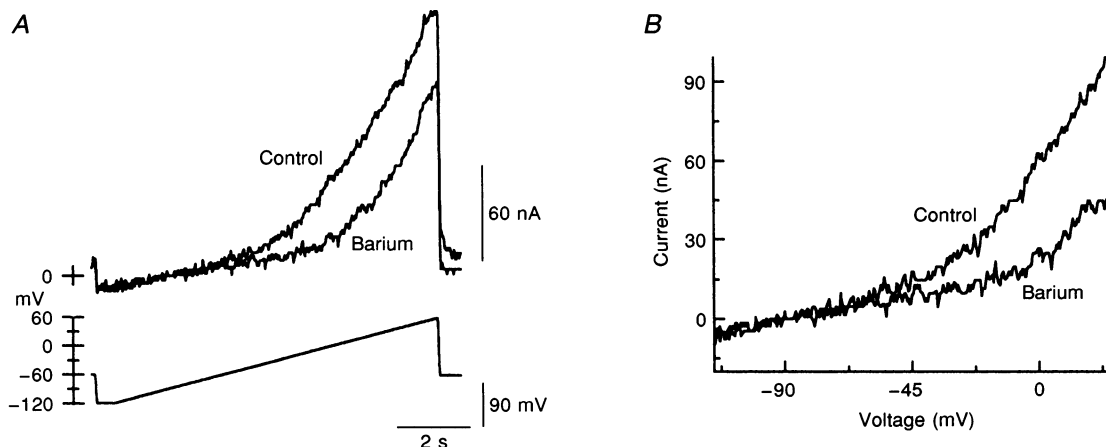 A
Control
Barium
60 nA
0
mV
60
0
−60
−120
90 mV
2 s
B
Current (nA)
90
60
30
0
Control
Barium
−90
−45
0
Voltage (mV)